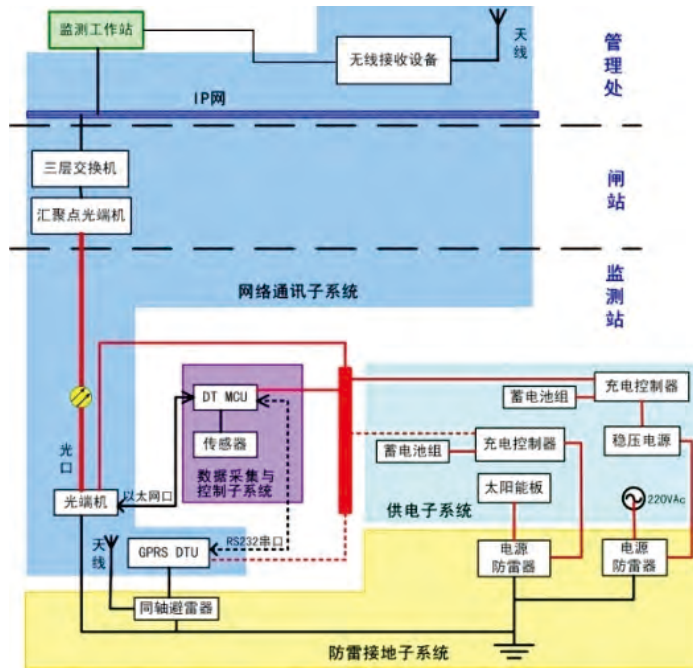 监测工作站
无线接收设备
天线
管理处
IP网
三层交换机
汇聚点光端机
闸站
网络通讯子系统
监测站
DT MCU
传感器
数据采集与
控制子系统
充电控制器
蓄电池组
稳压电源
充电控制器
蓄电池组
太阳能板
220VAc
供电子系统
光口
光端机
以太网口
天线
GPRS DTU
RS232串口
电源
防雷器
电源
防雷器
同轴避雷器
防雷接地子系统